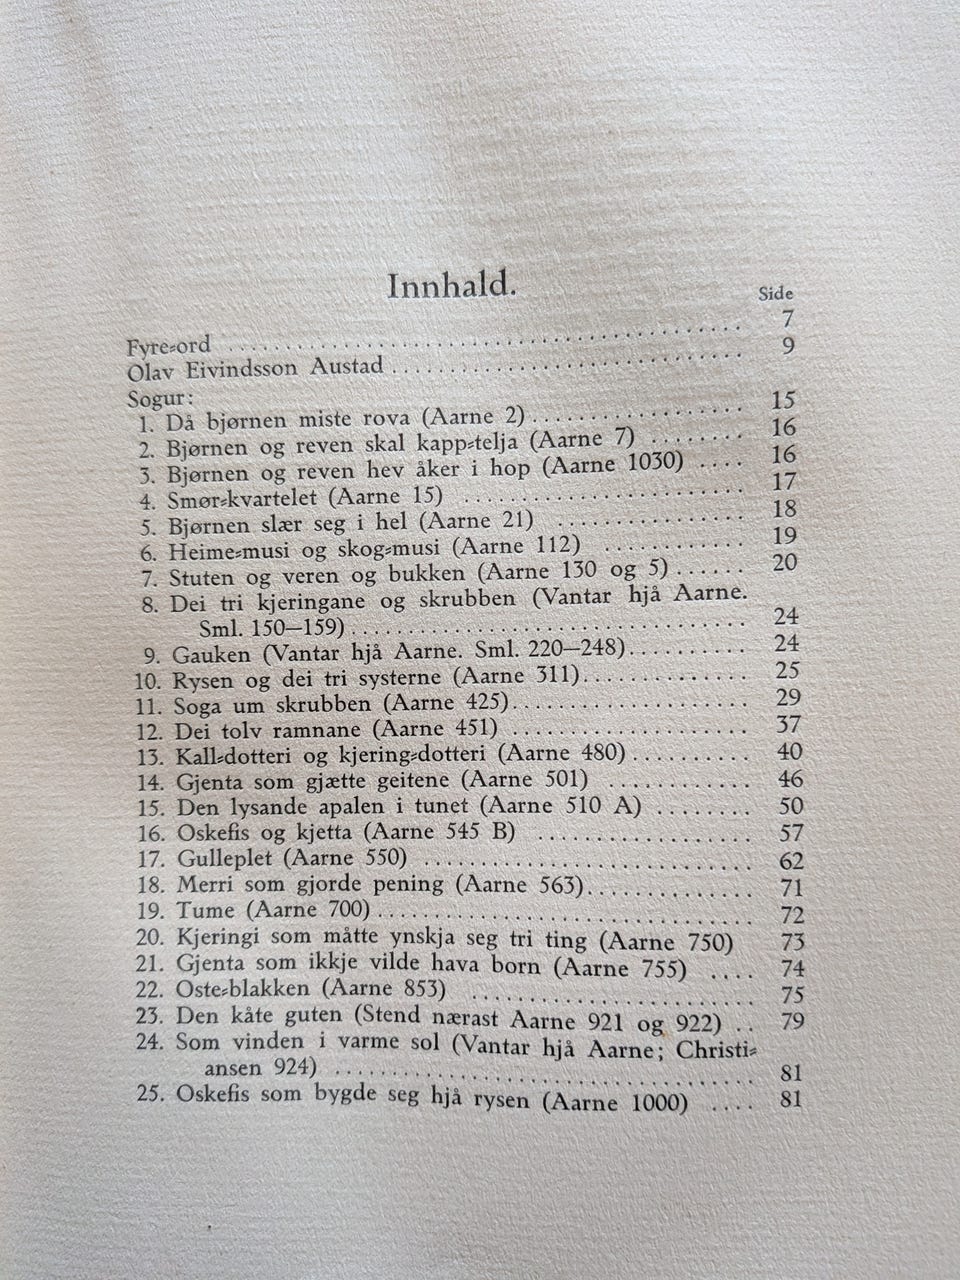 Innhald.
Side
Fyre⸗ord ........ 7
Olav Eivindsson Austad ........ 9
Sogur:
1. Då bjørnen miste rova (Aarne 2) ........ 15
2. Bjørnen og reven skal kapp⸗telja (Aarne 7) ........ 16
3. Bjørnen og reven hev åker i hop (Aarne 1030) .... 16
4. Smør⸗kvartelet (Aarne 15) ........ 17
5. Bjørnen slær seg i hel (Aarne 21) ........ 18
6. Heime⸗musi og skog⸗musi (Aarne 112) ........ 19
7. Stuten og veren og bukken (Aarne 130 og 5) ...... 20
8. Dei tri kjeringane og skrubben (Vantar hjå Aarne.
Sml. 150—159) ........ 24
9. Gauken (Vantar hjå Aarne. Sml. 220—248) ........ 24
10. Rysen og dei tri systerne (Aarne 311) ........ 25
11. Soga um skrubben (Aarne 425) ........ 29
12. Dei tolv ramnane (Aarne 451) ........ 37
13. Kall⸗dotteri og kjering⸗dotteri (Aarne 480) ........ 40
14. Gjenta som gjætte geitene (Aarne 501) ........ 46
15. Den lysande apalen i tunet (Aarne 510 A) ........ 50
16. Oskefis og kjetta (Aarne 545 B) ........ 57
17. Gulleplet (Aarne 550) ........ 62
18. Merri som gjorde pening (Aarne 563) ........ 71
19. Tume (Aarne 700) ........ 72
20. Kjeringi som måtte ynskja seg tri ting (Aarne 750) 73
21. Gjenta som ikkje vilde hava born (Aarne 755) .... 74
22. Oste⸗blakken (Aarne 853) ........ 75
23. Den kåte guten (Stend nærast Aarne 921 og 922) .. 79
24. Som vinden i varme sol (Vantar hjå Aarne; Christi⸗
ansen 924) ........ 81
25. Oskefis som bygde seg hjå rysen (Aarne 1000) .... 81